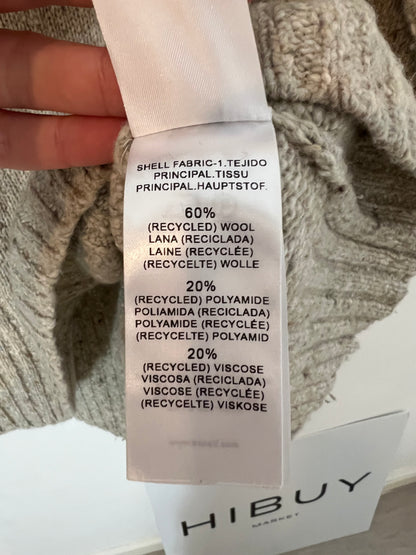 SHELL FABRIC-1.TEJIDO
PRINCIPAL.TISSU
PRINCIPAL.HAUPTSTOF.
60%
(RECYCLED) WOOL
LANA (RECICLADA)
LAINE (RECYCLÉE)
(RECYCELTE) WOLLE
20%
(RECYCLED) POLYAMIDE
POLIAMIDA (RECICLADA)
POLYAMIDE (RECYCLÉE)
(RECYCELTE) POLYAMID
20%
(RECYCLED) VISCOSE
VISCOSA (RECICLADA)
VISCOSE (RECYCLÉE)
(RECYCELTE) VISKOSE
HIBUY
MARKET